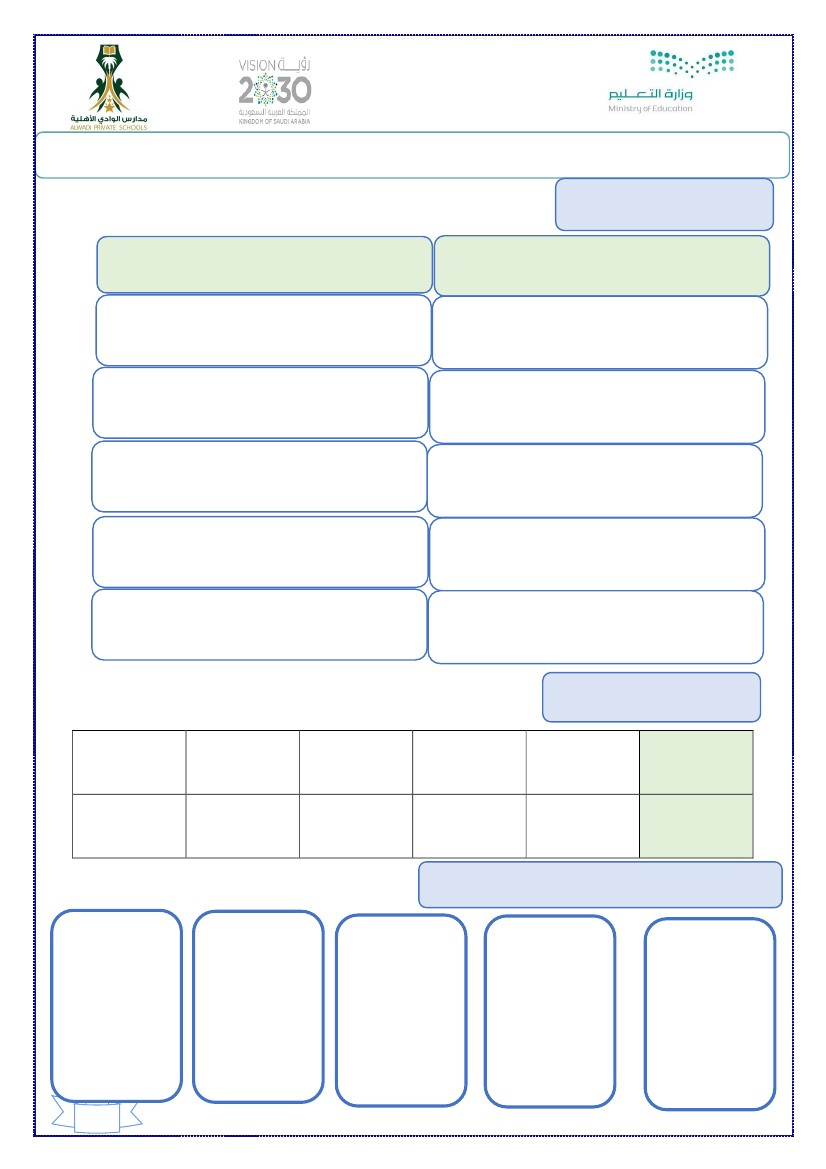 وزارة التعليم
Ministry of Education
VISION رؤيـــة
2030
المملكة العربية السعودية
KINGDOM OF SAUDI ARABIA
مدارس الوادي الأهلية
ALWADI PRIVATE SCHOOLS